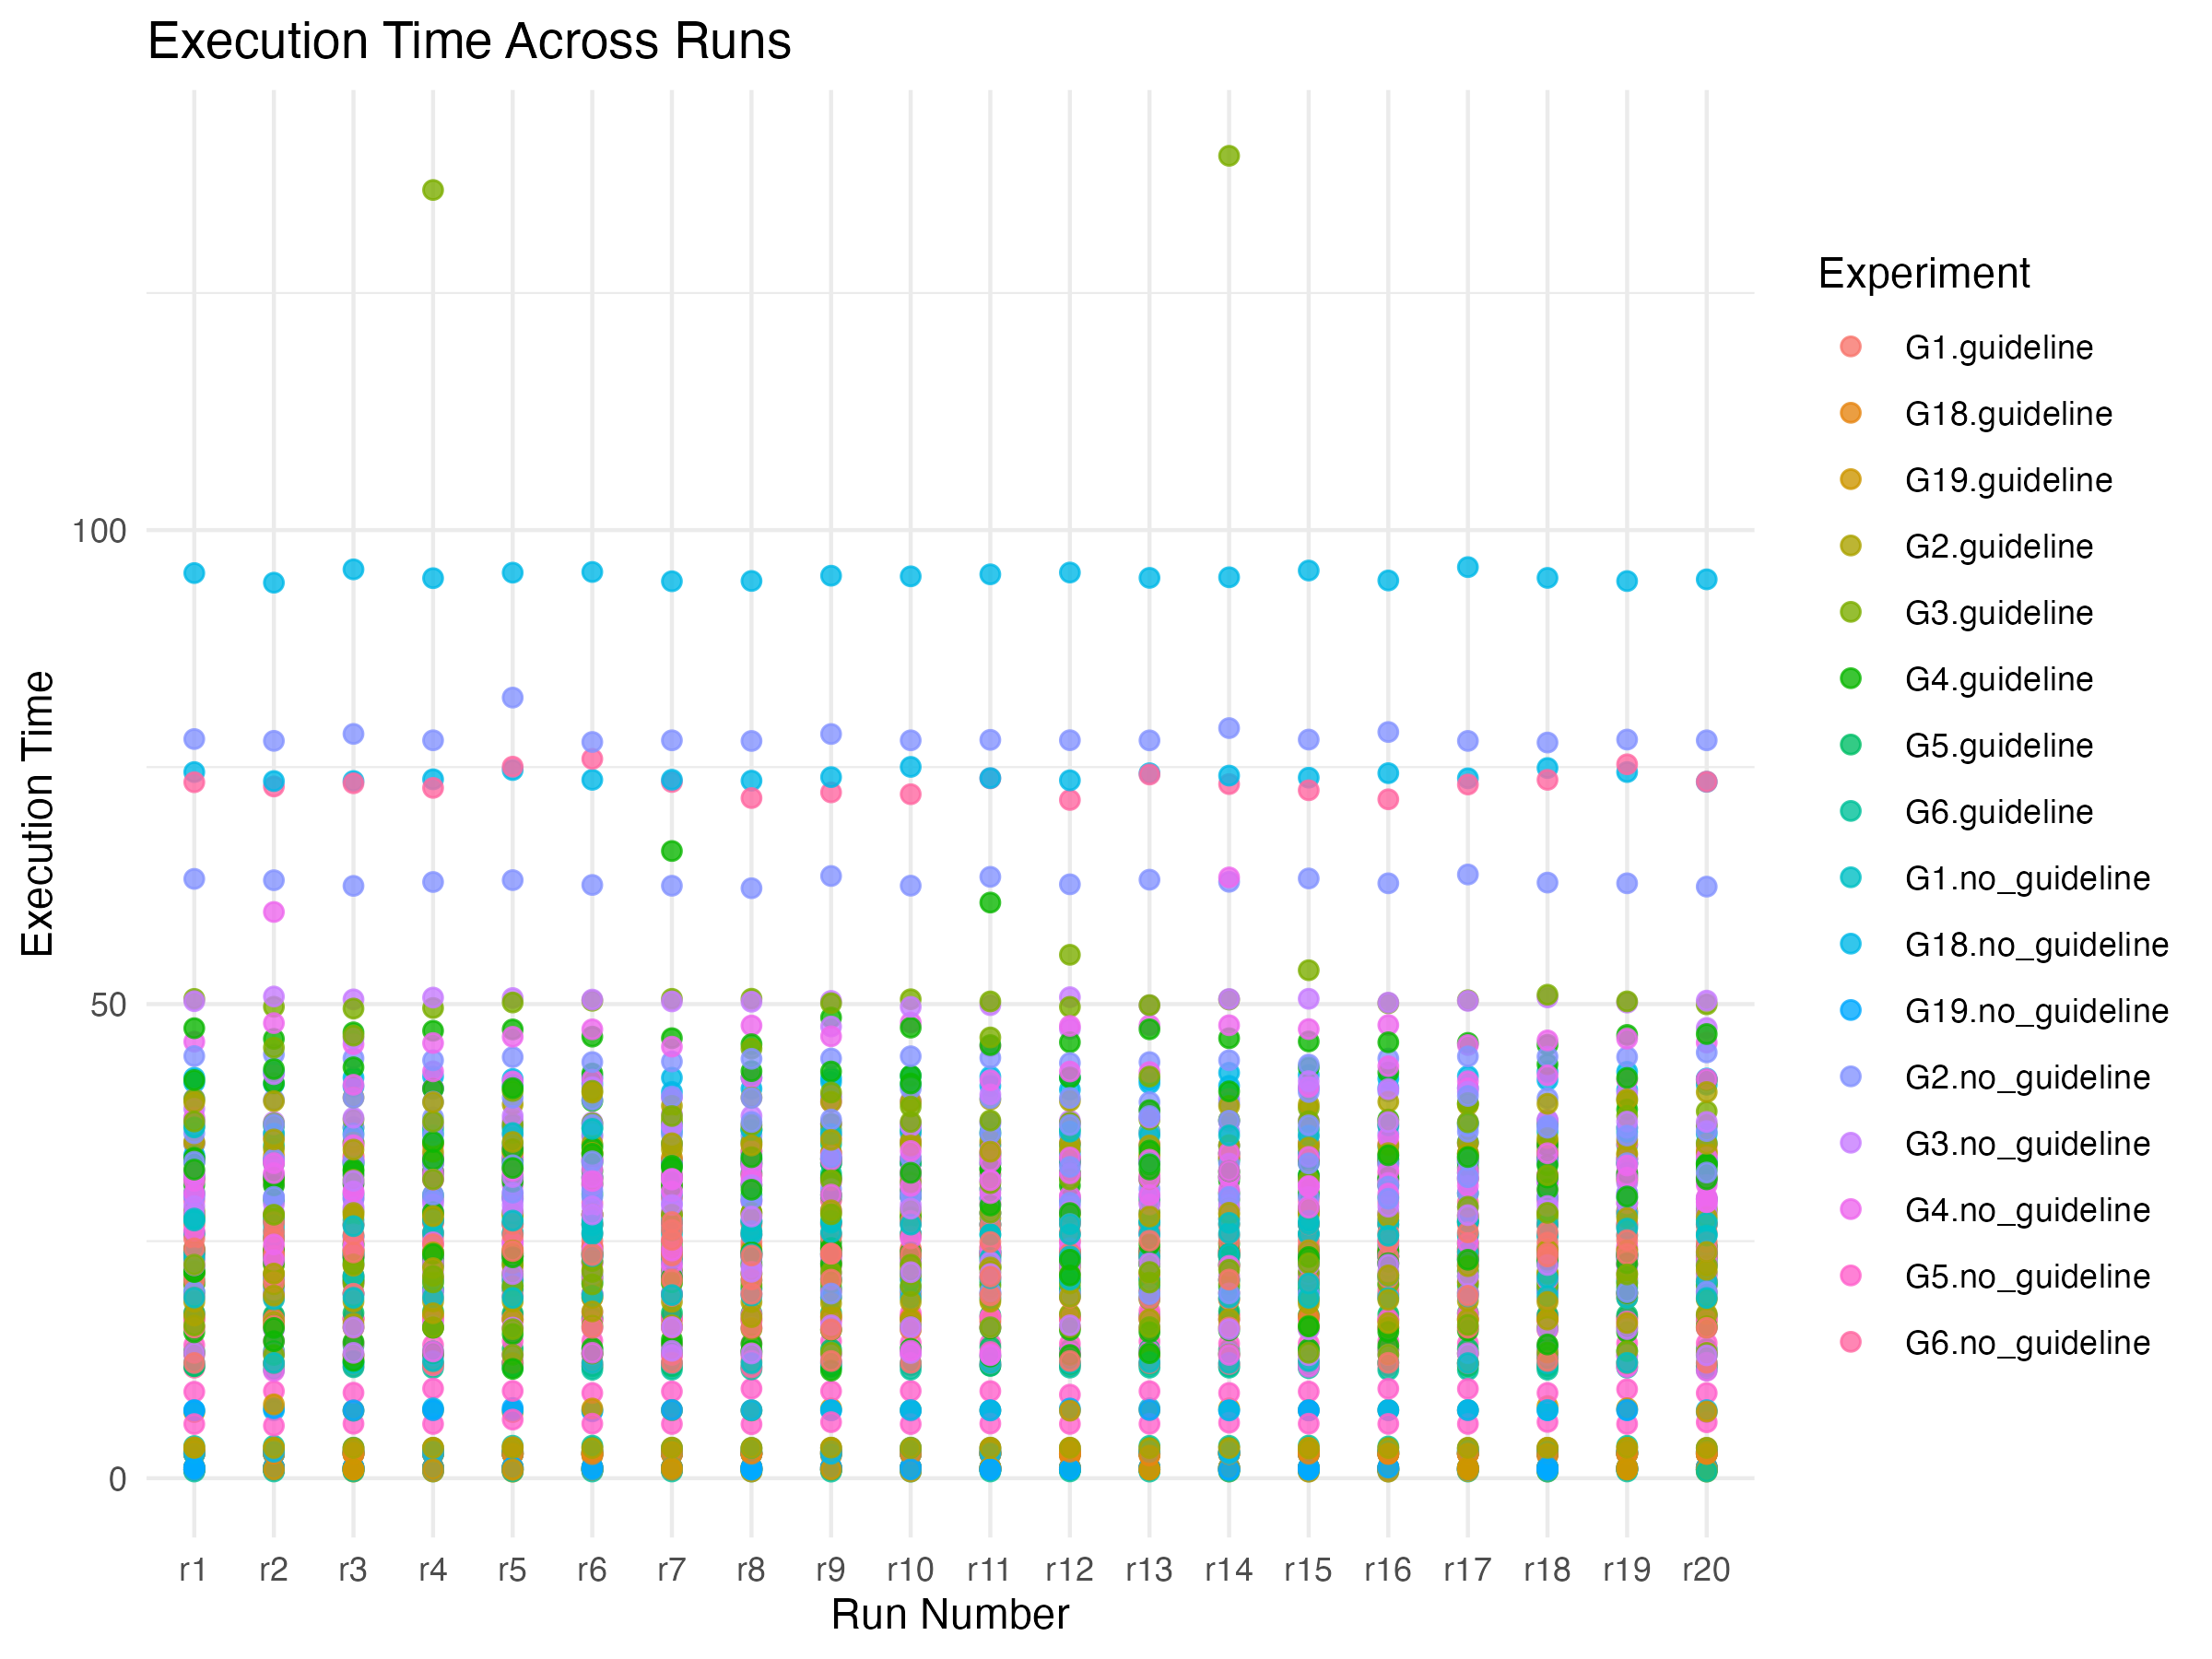 Execution Time Across Runs
Execution Time
100
50
0
r1 r2 r3 r4 r5 r6 r7 r8 r9 r10 r11 r12 r13 r14 r15 r16 r17 r18 r19 r20
Run Number
Experiment
G1.guideline
G18.guideline
G19.guideline
G2.guideline
G3.guideline
G4.guideline
G5.guideline
G6.guideline
G1.no_guideline
G18.no_guideline
G19.no_guideline
G2.no_guideline
G3.no_guideline
G4.no_guideline
G5.no_guideline
G6.no_guideline